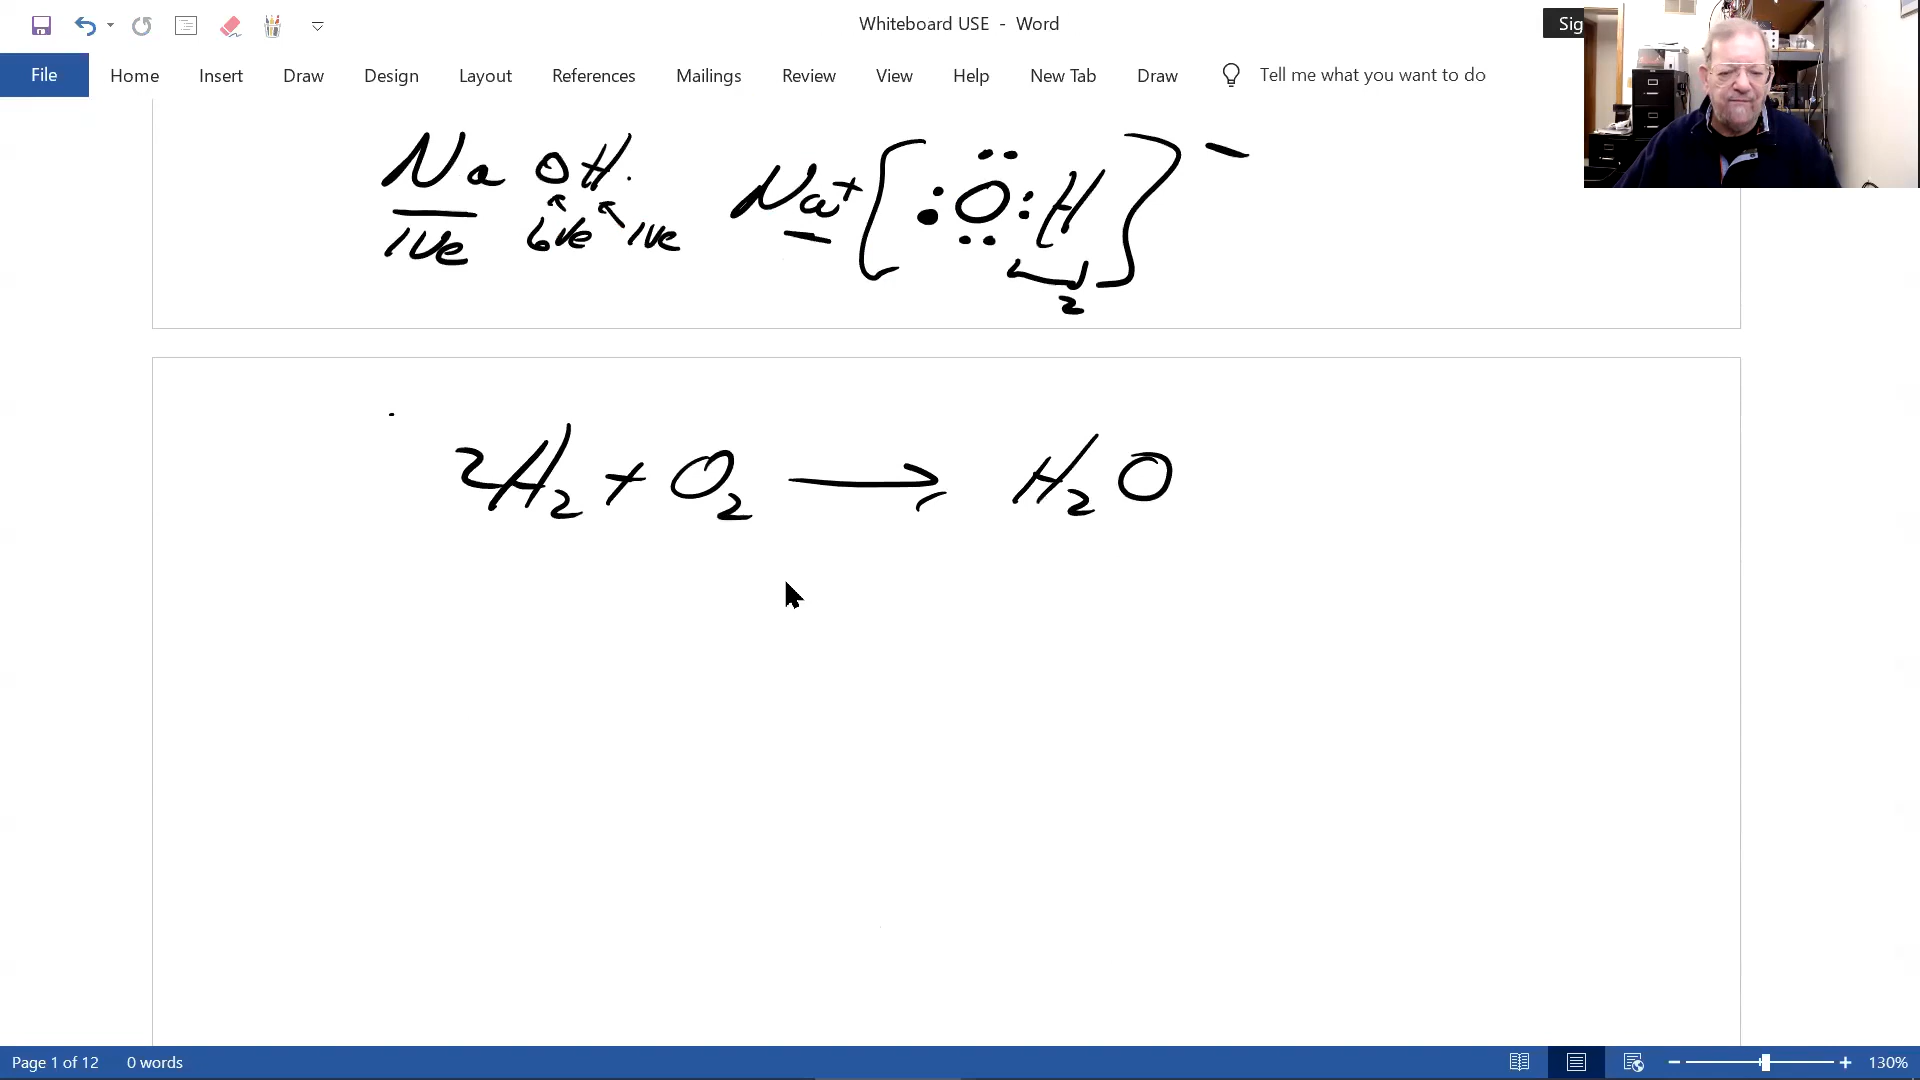 Whiteboard USE - Word
Sig
File Home Insert Draw Design Layout References Mailings Review View Help New Tab Draw Tell me what you want to do
Na OH. Na⁺ [:Ö:H]⁻
1ve 6ve 1ve 2
2H₂ + O₂ → H₂O
Page 1 of 12 0 words 130%